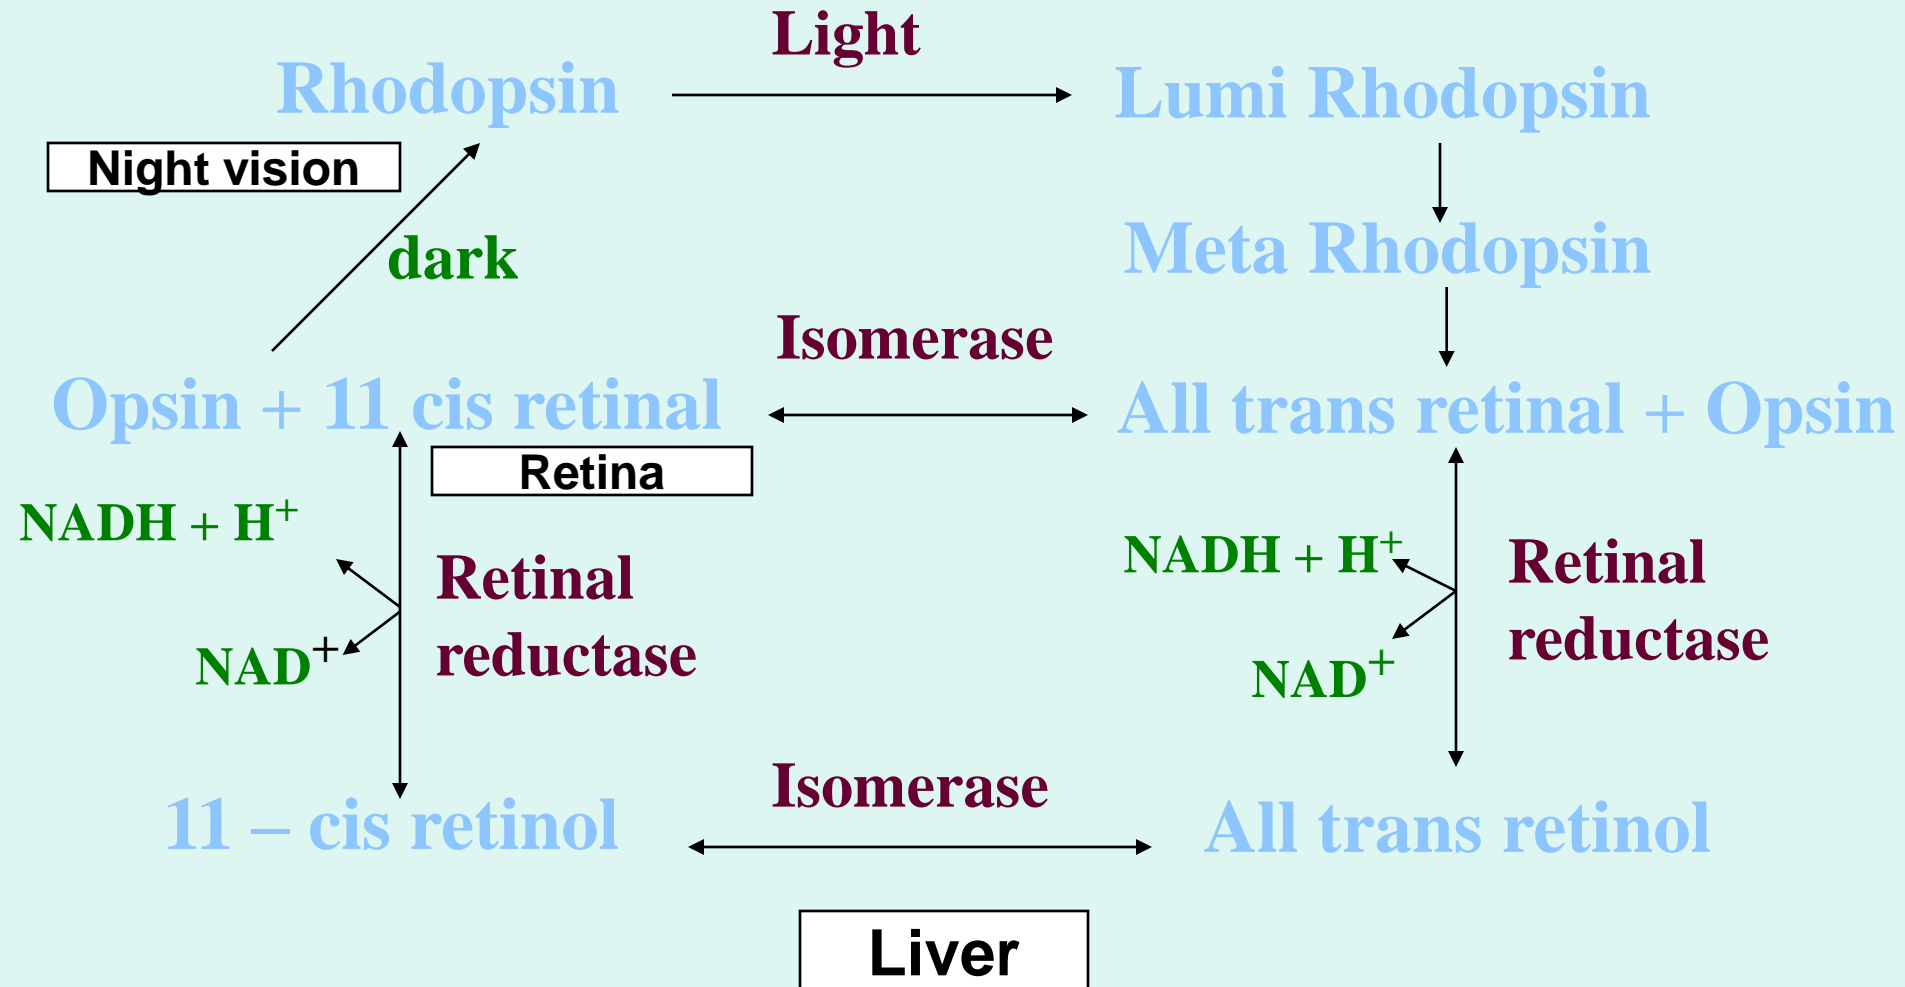 Light
Rhodopsin
Lumi Rhodopsin
Night vision
dark
Meta Rhodopsin
Isomerase
Opsin + 11 cis retinal
All trans retinal + Opsin
Retina
NADH + H⁺
Retinal
reductase
NAD⁺
NADH + H⁺
Retinal
reductase
NAD⁺
Isomerase
11 – cis retinol
All trans retinol
Liver